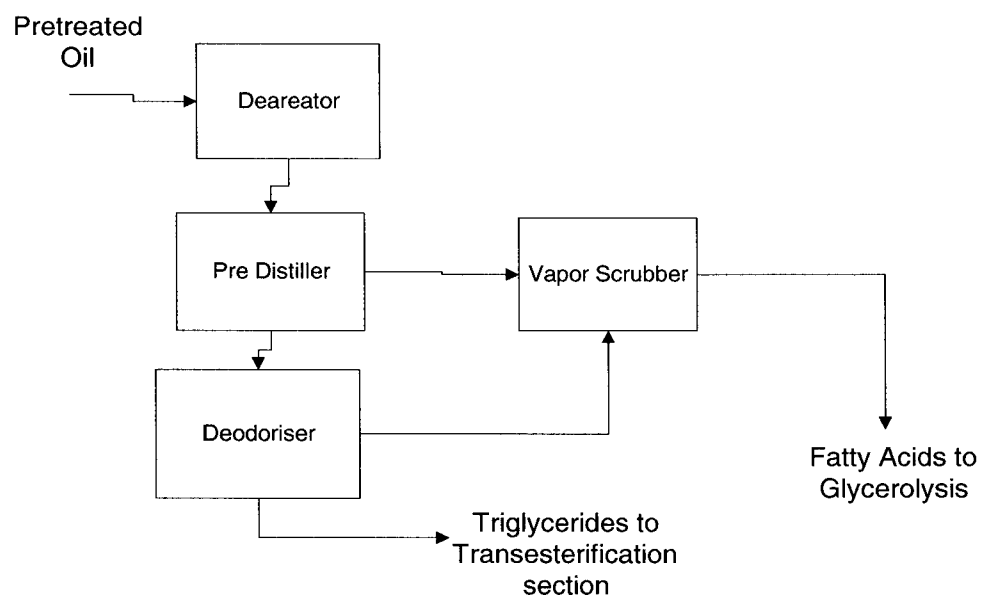 Pretreated
Oil
Deareator
Pre Distiller
Vapor Scrubber
Deodoriser
Fatty Acids to
Glycerolysis
Triglycerides to
Transesterification
section